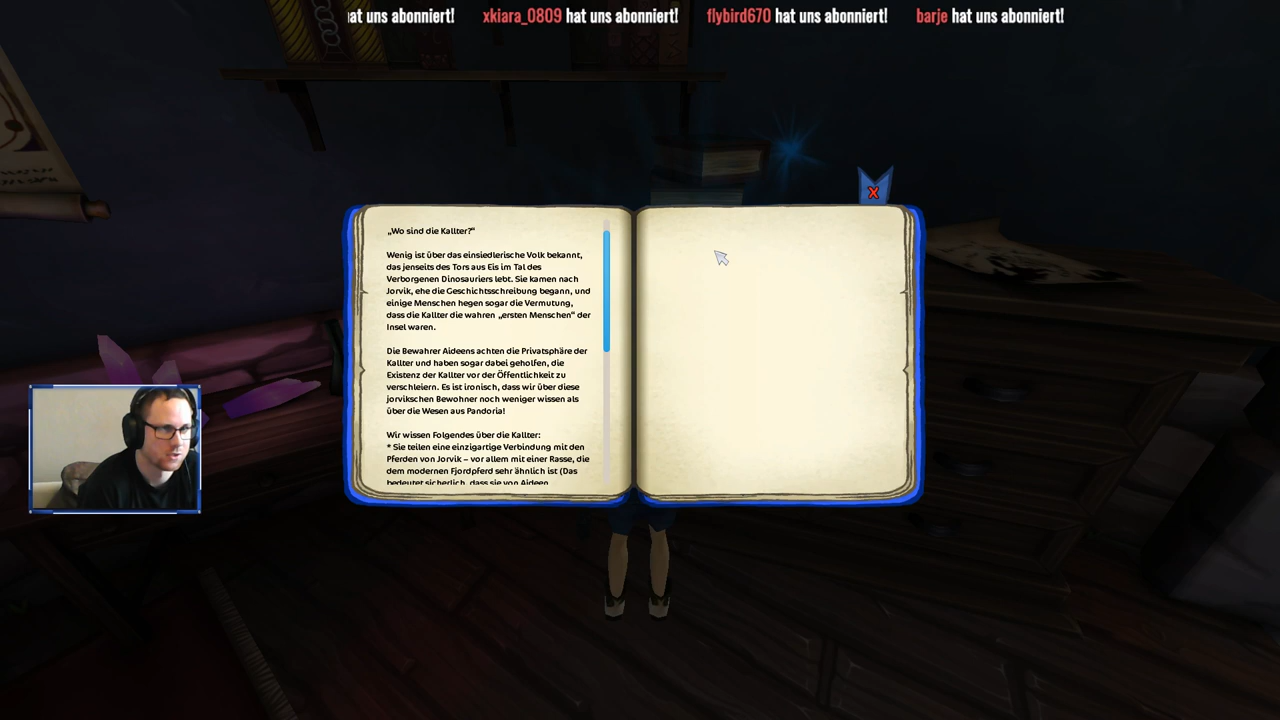 at uns abonniert! xkiara_0809 hat uns abonniert! flybird670 hat uns abonniert! barje hat uns abonniert!
X
„Wo sind die Kallter?“
Wenig ist über das einsiedlerische Volk bekannt,
das jenseits des Tors aus Eis im Tal des
Verborgenen Dinosauriers lebt. Sie kamen nach
Jorvik, ehe die Geschichtsschreibung begann, und
einige Menschen hegen sogar die Vermutung,
dass die Kallter die wahren „ersten Menschen“ der
Insel waren.
Die Bewahrer Aideens achten die Privatsphäre der
Kallter und haben sogar dabei geholfen, die
Existenz der Kallter vor der Öffentlichkeit zu
verschleiern. Es ist ironisch, dass wir über diese
jorvikschen Bewohner noch weniger wissen als
über die Wesen aus Pandoria!
Wir wissen Folgendes über die Kallter:
* Sie teilen eine einzigartige Verbindung mit den
Pferden von Jorvik – vor allem mit einer Rasse, die
dem modernen Fjordpferd sehr ähnlich ist (Das
bedeutet sicherlich, dass sie von Aideen